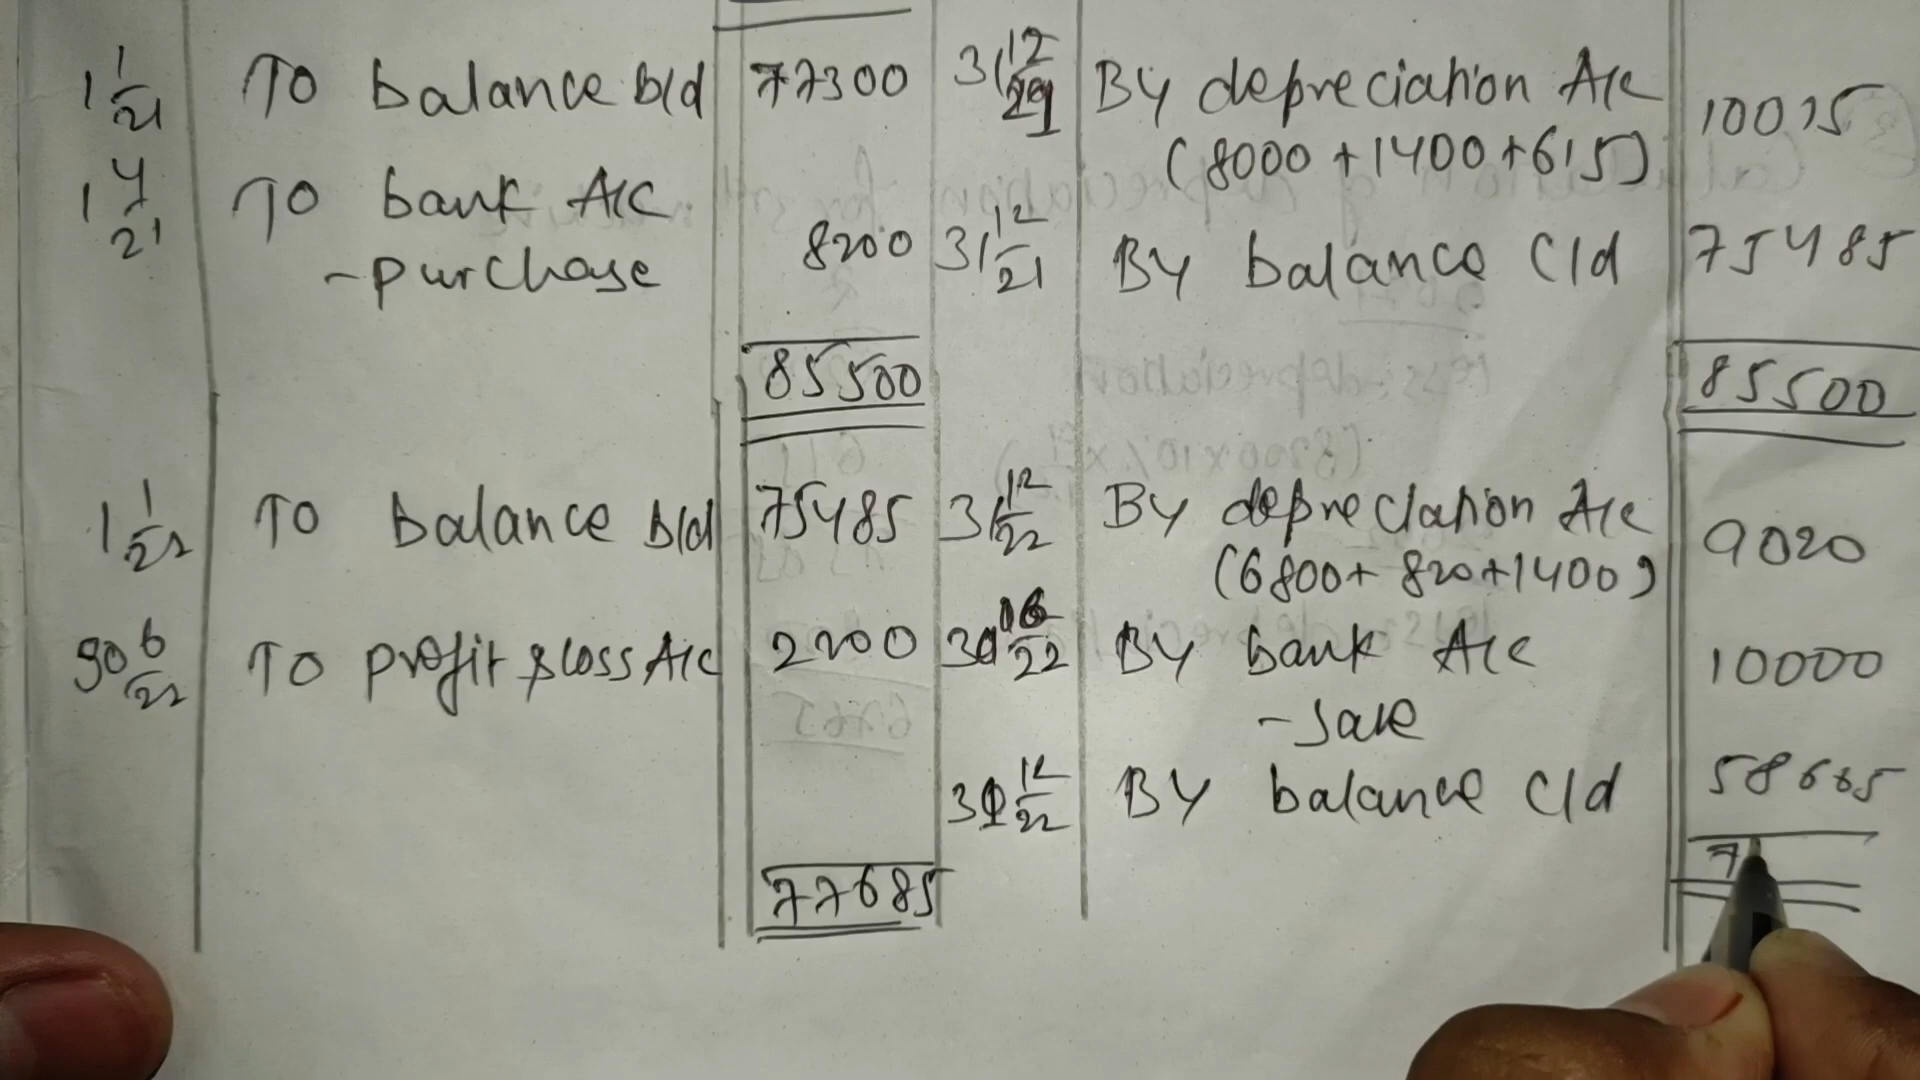 1 1/21 To balance b/d 77300 31 12/21 By depreciation A/c
(8000+1400+615) 10015
1 4/21 To bank A/c
-purchase 8200 31 12/21 By balance c/d 75485
85500 85500
1 1/22 To balance b/d 75485 31 12/22 By depreciation A/c
(6800+820+1400) 9020
30 6/22 To profit & loss A/c 2200 30 06/22 By bank A/c 10000
-Sale
31 12/22 By balance c/d 58665
77685 7